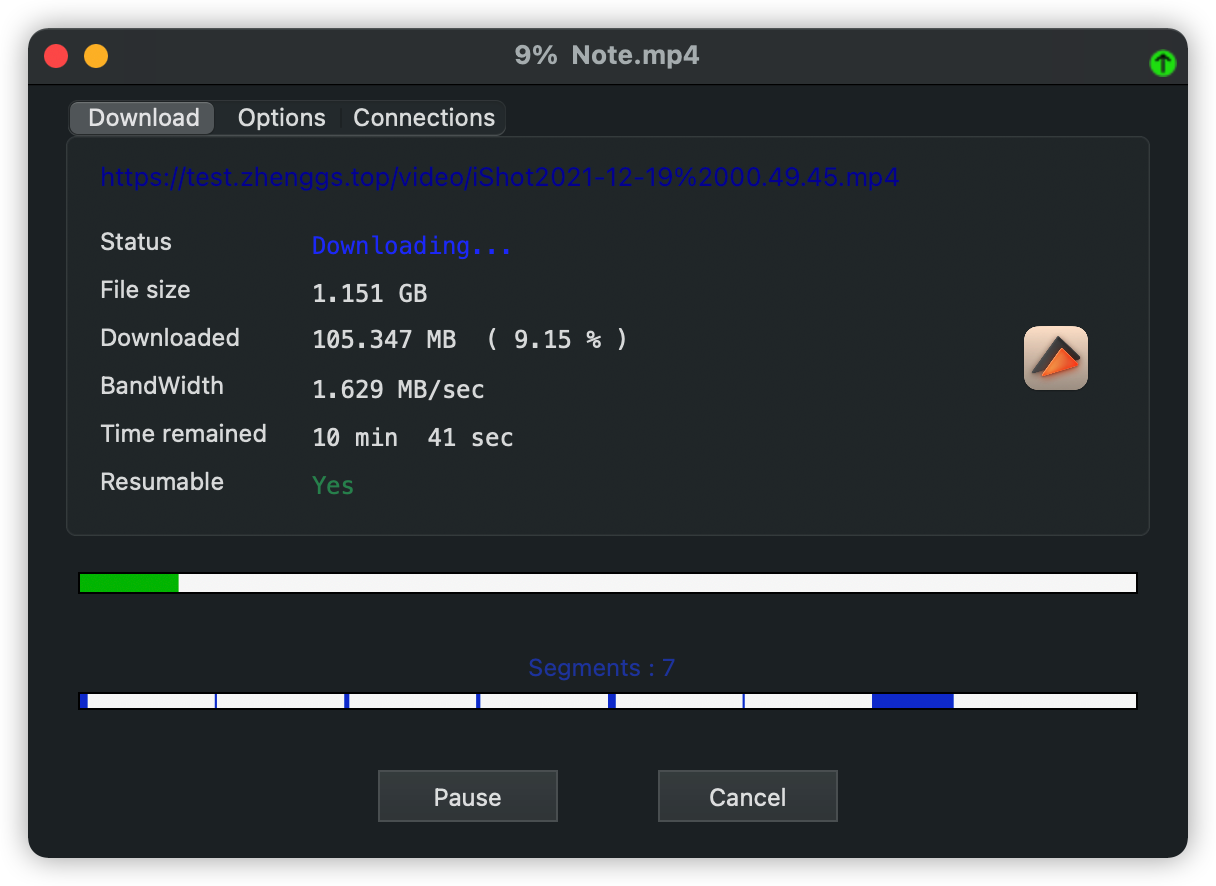 9% Note.mp4
Download Options Connections
https://test.zhenggs.top/video/iShot2021-12-19%2000.49.45.mp4
Status Downloading...
File size 1.151 GB
Downloaded 105.347 MB ( 9.15 % )
BandWidth 1.629 MB/sec
Time remained 10 min 41 sec
Resumable Yes
Segments : 7
Pause Cancel